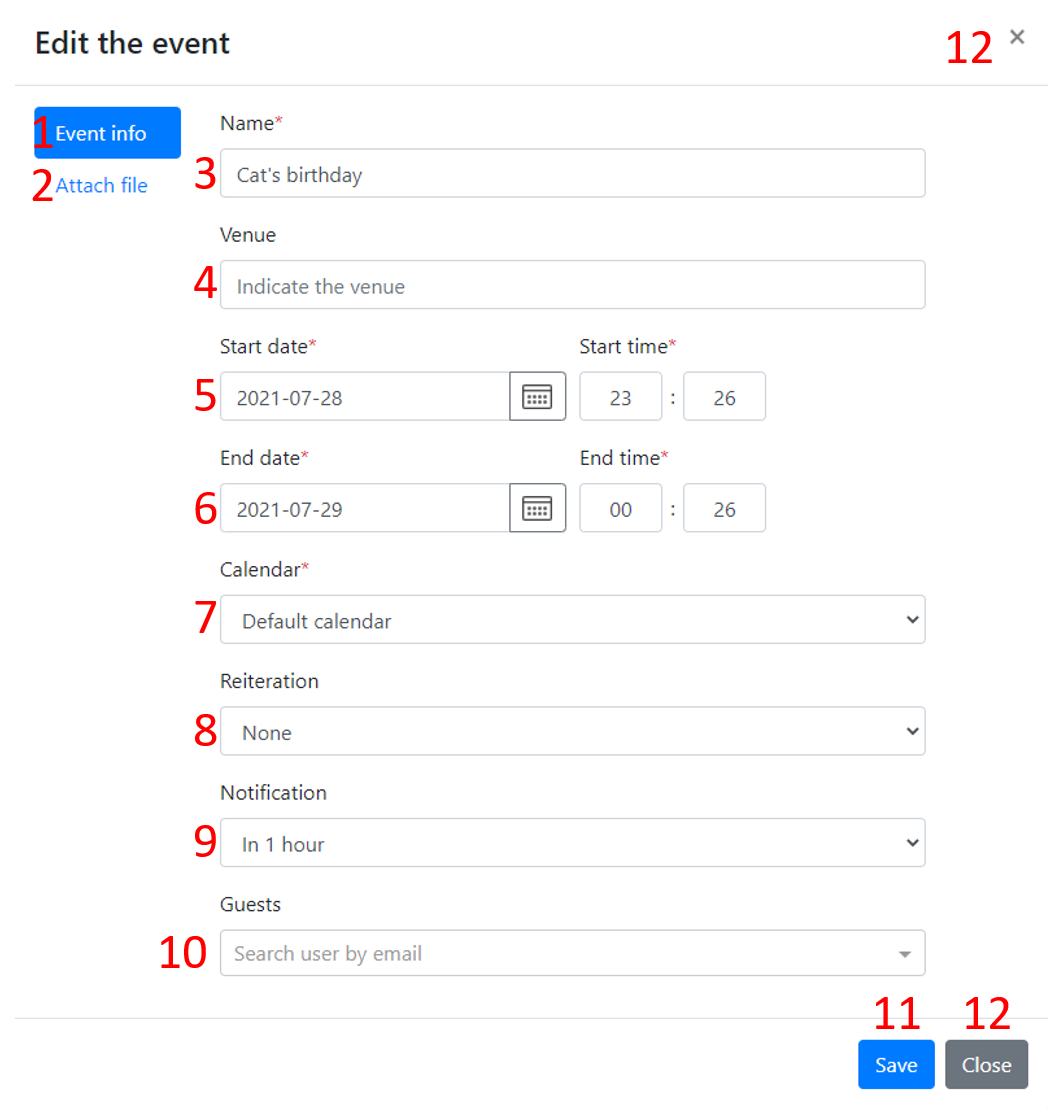 Edit the event
12 ×
1 Event info
2 Attach file
Name*
3 Cat's birthday
Venue
4 Indicate the venue
Start date* Start time*
5 2021-07-28 23 : 26
End date* End time*
6 2021-07-29 00 : 26
Calendar*
7 Default calendar
Reiteration
8 None
Notification
9 In 1 hour
Guests
10 Search user by email
11 12
Save Close